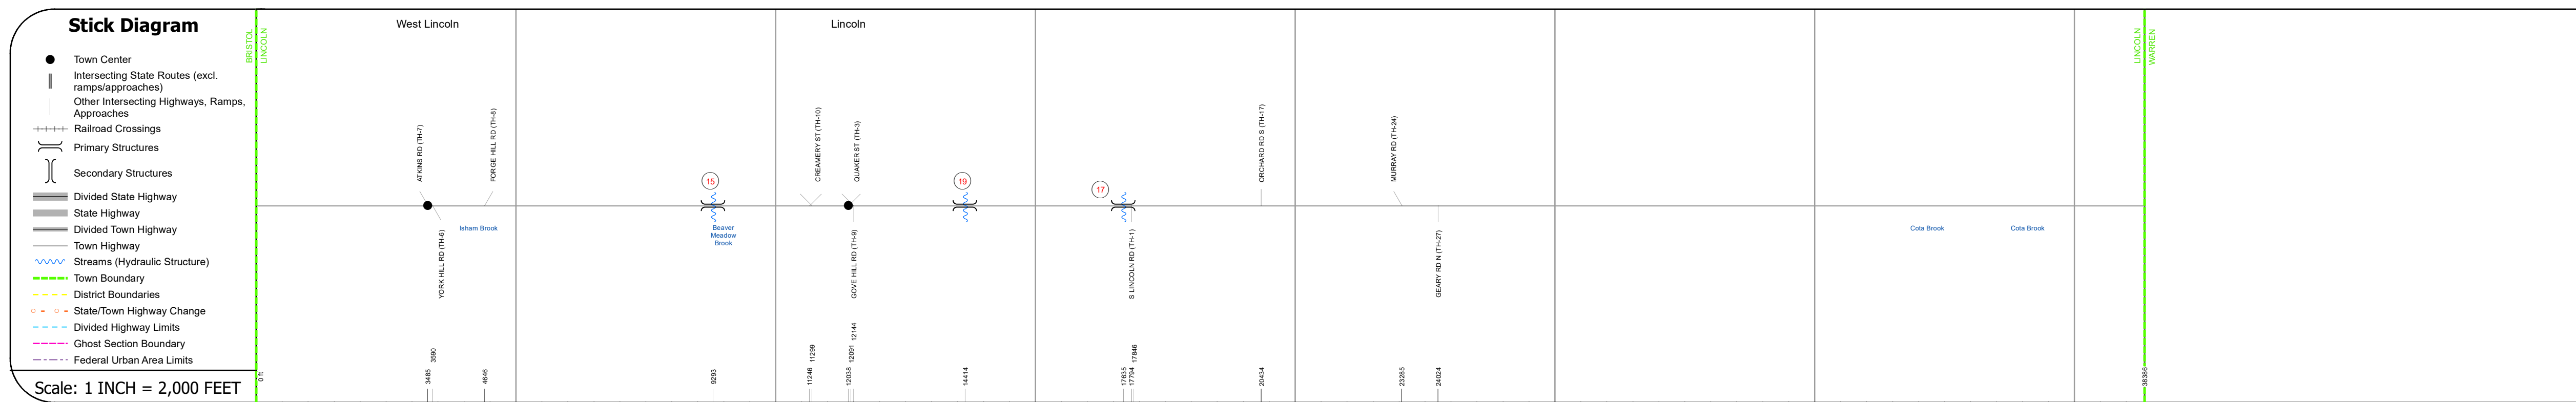 Stick Diagram
Town Center
Intersecting State Routes (excl.
ramps/approaches)
Other Intersecting Highways, Ramps,
Approaches
Railroad Crossings
Primary Structures
Secondary Structures
Divided State Highway
State Highway
Divided Town Highway
Town Highway
Streams (Hydraulic Structure)
Town Boundary
District Boundaries
State/Town Highway Change
Divided Highway Limits
Ghost Section Boundary
Federal Urban Area Limits
Scale: 1 INCH = 2,000 FEET
BRISTOL
LINCOLN
West Lincoln
Lincoln
LINCOLN
WARREN
ATKINS RD (TH-7)
FORGE HILL RD (TH-8)
CREAMERY ST (TH-10)
QUAKER ST (TH-3)
ORCHARD RD S (TH-17)
MURRAY RD (TH-24)
15
19
17
YORK HILL RD (TH-6)
Isham Brook
Beaver
Meadow
Brook
GOVE HILL RD (TH-9)
S LINCOLN RD (TH-1)
GEARY RD N (TH-27)
Cota Brook
Cota Brook
0 ft
3485
3590
4646
9293
11246
11299
12038
12091
12144
14414
17635
17794
17846
20434
23285
24024
38386